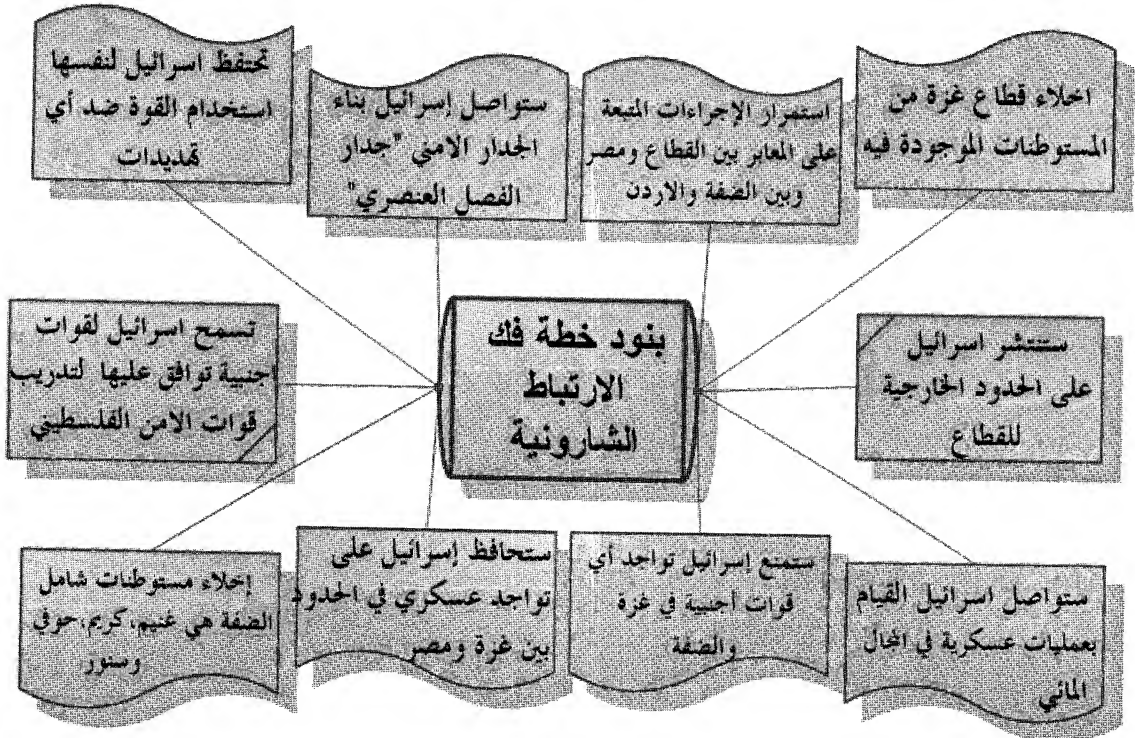 اخلاء قطاع غزة من
المستوطنات الموجودة فيه
استمرار الإجراءات المتبعة
على المعابر بين القطاع ومصر
وبين الضفة والاردن
ستواصل إسرائيل بناء
الجدار الامني "جدار
الفصل العنصري"
تحتفظ اسرائيل لنفسها
استخدام القوة ضد أي
تهديدات
ستنتشر اسرائيل
على الحدود الخارجية
للقطاع
بنود خطة فك
الارتباط
الشارونية
تسمح اسرائيل لقوات
اجنبية توافق عليها لتدريب
قوات الامن الفلسطيني
ستواصل اسرائيل القيام
بعمليات عسكرية في المجال
المائي
ستمنع إسرائيل تواجد أي
قوات أجنبية في غزة
والضفة
ستحافظ إسرائيل على
تواجد عسكري في الحدود
بين غزة ومصر
إخلاء مستوطنات شامل
الضفة هي غنيم، كريم، حوفي
وسنور